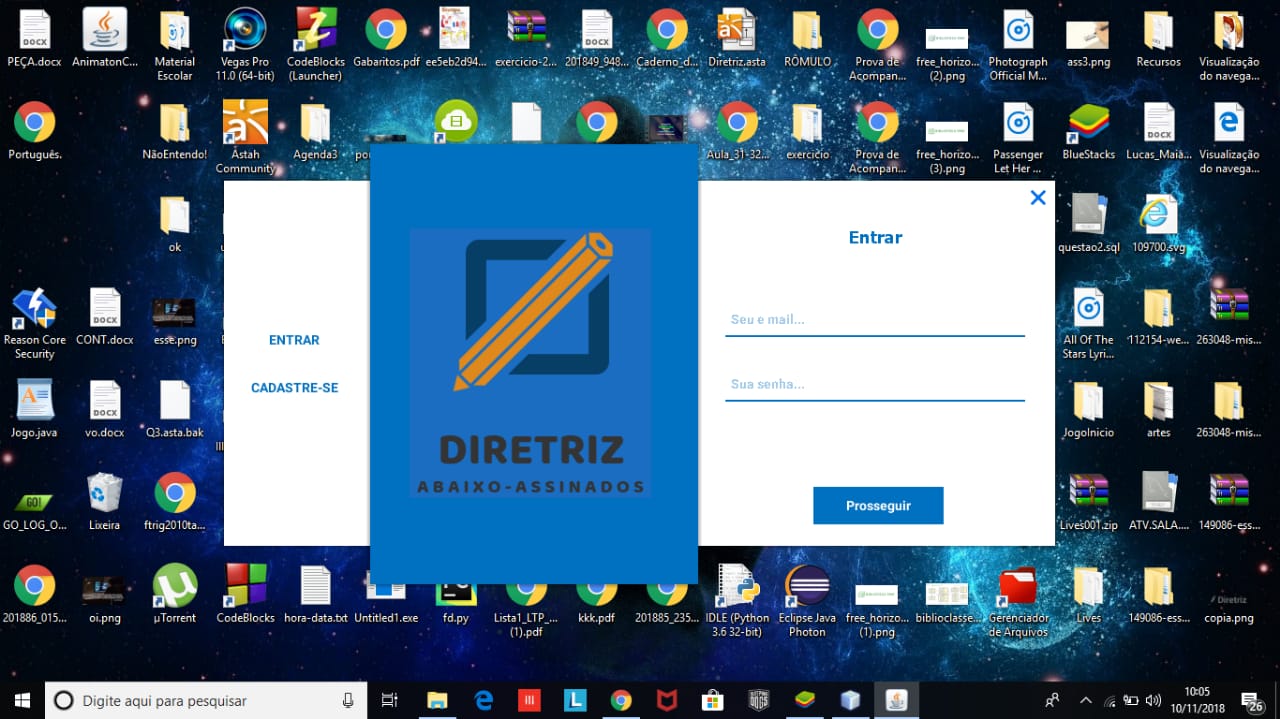 PEÇA.docx
AnimatonC...
Material
Escolar
Vegas Pro
11.0 (64-bit)
CodeBlocks
(Launcher)
Gabaritos.pdf
ee5eb2d94...
exercicio-2...
201849_948...
Caderno_d...
Diretriz.asta
RÔMULO
Prova de
Acompan...
free_horizo...
(2).png
Photograph
Official M...
ass3.png
Recursos
Visualização
do navega...
Português.
NãoEntendo!
Astah
Community
Agenda3
Aula_31-32...
exercício
Prova de
Acompan...
free_horizo...
(3).png
Passenger
Let Her ...
BlueStacks
Lucas_Maia...
Visualização
do navega...
ok
questao2.sql
109700.svg
Reason Core
Security
CONT.docx
esse.png
All Of The
Stars Lyri...
112154-we...
263048-mis...
Jogo.java
vo.docx
Q3.asta.bak
JogoInicio
artes
263048-mis...
GO_LOG_O...
Lixeira
ftrig2010ta...
Lives001.zip
ATV.SALA....
149086-ess...
201886_015...
oi.png
µTorrent
CodeBlocks
hora-data.txt
Untitled1.exe
fd.py
Lista1_LTP_...
(1).pdf
kkk.pdf
201885_235...
IDLE (Python
3.6 32-bit)
Eclipse Java
Photon
free_horizo...
(1).png
biblioclasse...
Gerenciador
de Arquivos
Lives
149086-ess...
copia.png
ENTRAR
CADASTRE-SE
DIRETRIZ
ABAIXO-ASSINADOS
Entrar
Seu e mail...
Sua senha...
Prosseguir
Digite aqui para pesquisar
10:05
10/11/2018
26